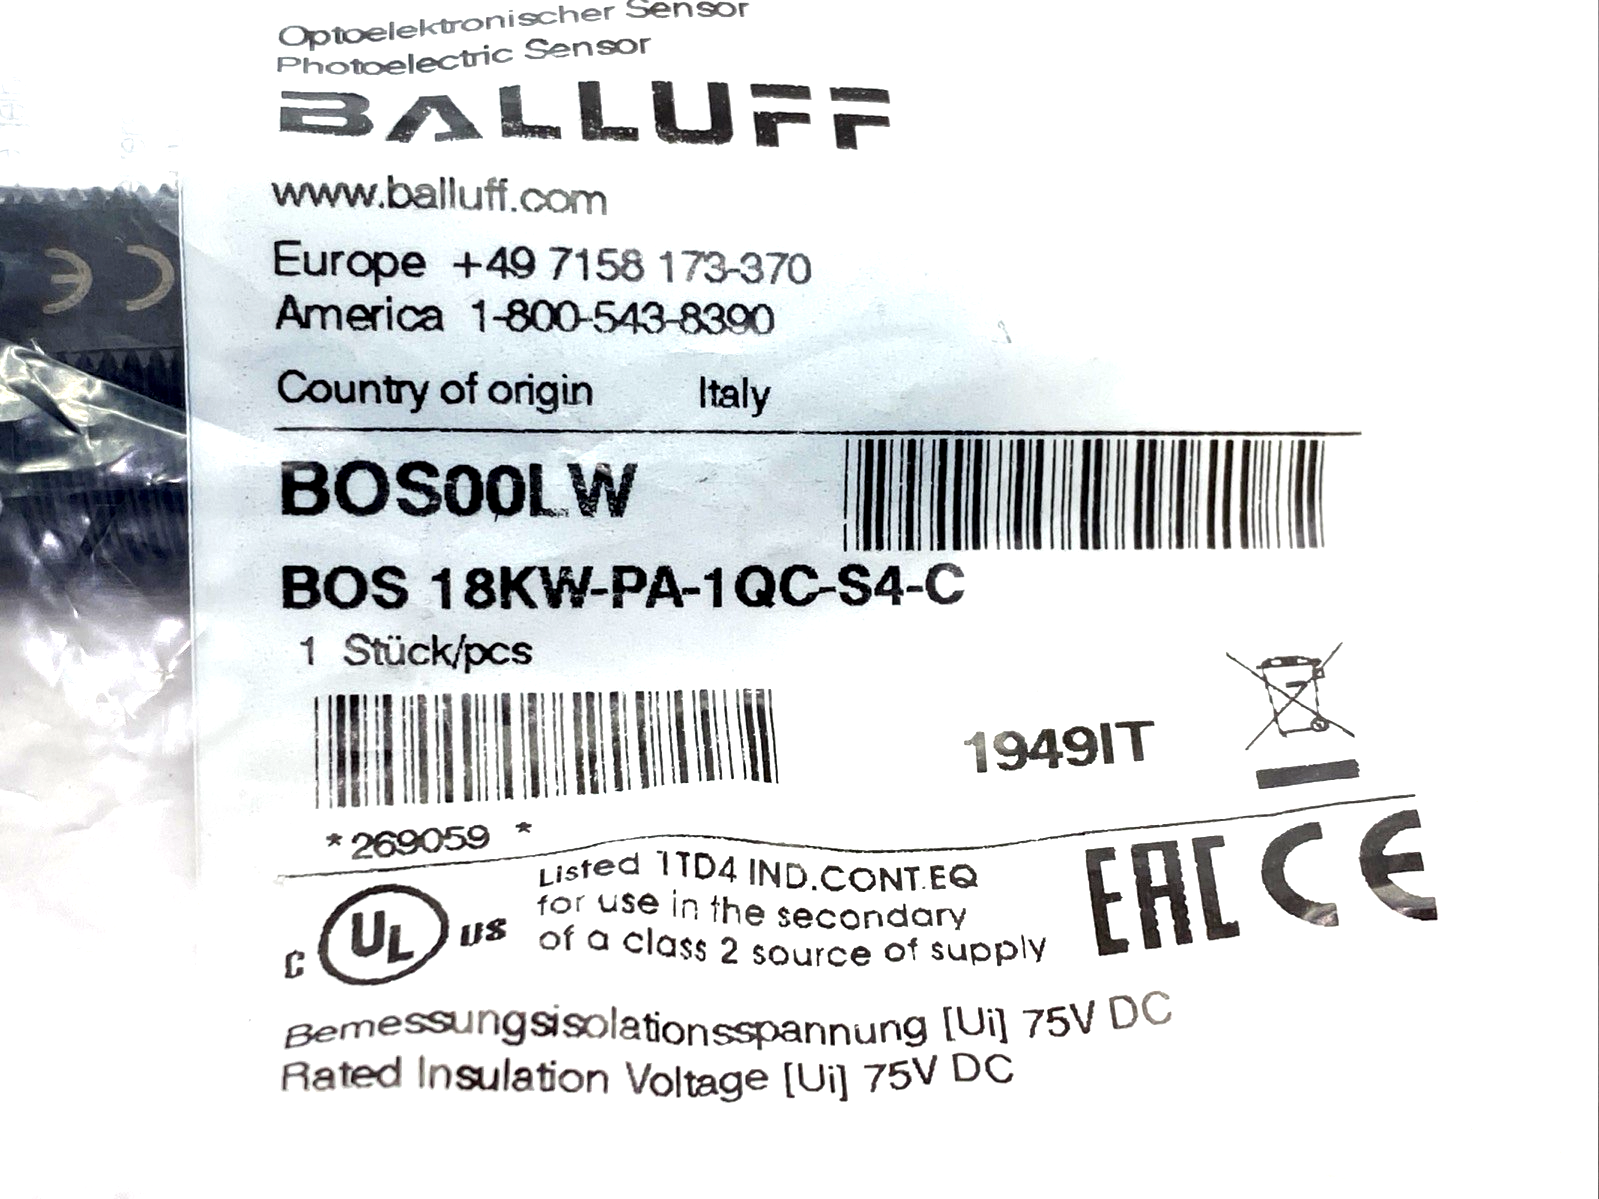 Optoelektronischer Sensor
Photoelectric Sensor
BALLUFF
www.balluff.com
Europe +49 7158 173-370
America 1-800-543-8390
Country of origin Italy
BOS00LW
BOS 18KW-PA-1QC-S4-C
1 Stück/pcs
1949IT
*269059 *
C UL US
Listed 1TD4 IND.CONT.EQ
for use in the secondary
of a class 2 source of supply
EAC CE
Bemessungsisolationsspannung [Ui] 75V DC
Rated Insulation Voltage [Ui] 75V DC
CE